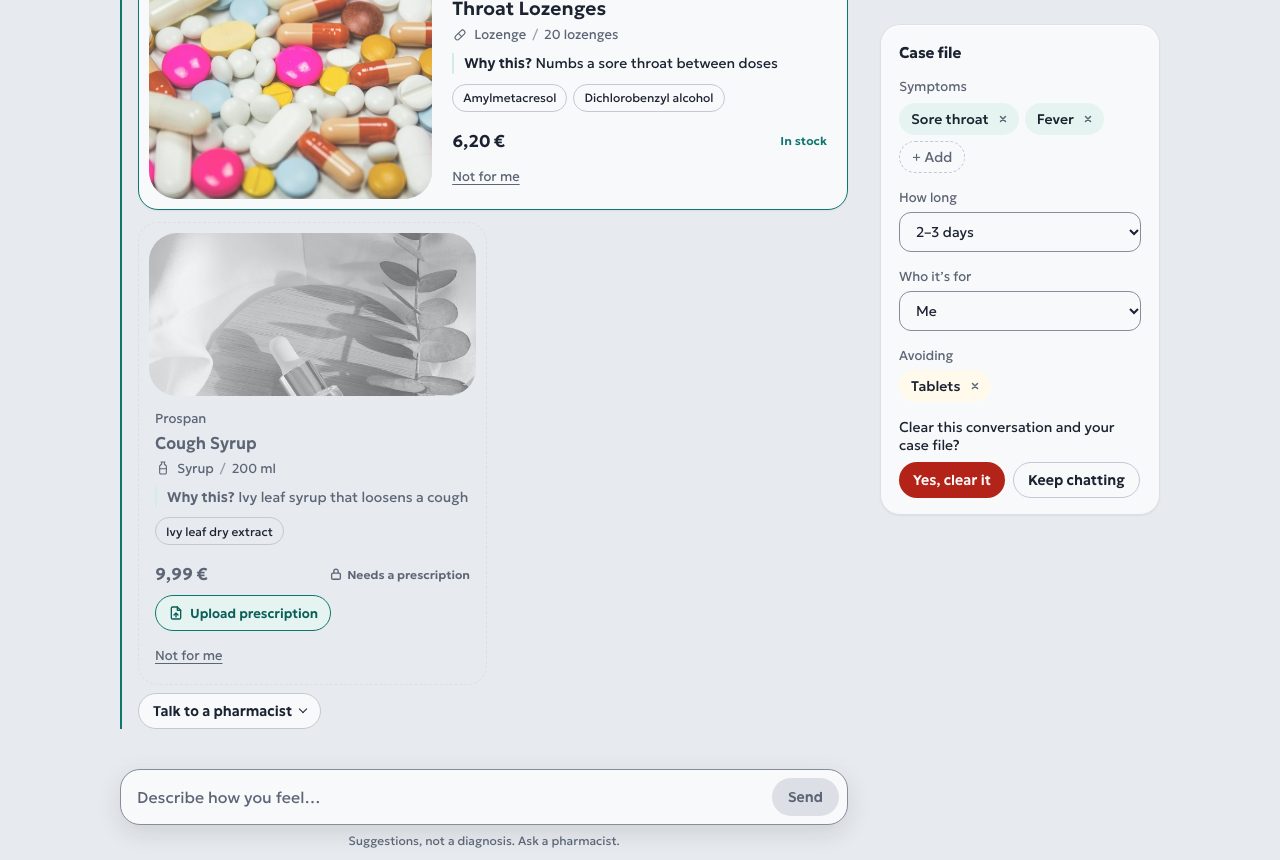 Throat Lozenges
Lozenge / 20 lozenges
Why this? Numbs a sore throat between doses
Amylmetacresol
Dichlorobenzyl alcohol
6,20 €
In stock
Not for me
Prospan
Cough Syrup
Syrup / 200 ml
Why this? Ivy leaf syrup that loosens a cough
Ivy leaf dry extract
9,99 €
Needs a prescription
Upload prescription
Not for me
Talk to a pharmacist
Describe how you feel…
Send
Suggestions, not a diagnosis. Ask a pharmacist.
Case file
Symptoms
Sore throat ×
Fever ×
+ Add
How long
2–3 days
Who it’s for
Me
Avoiding
Tablets ×
Clear this conversation and your
case file?
Yes, clear it
Keep chatting